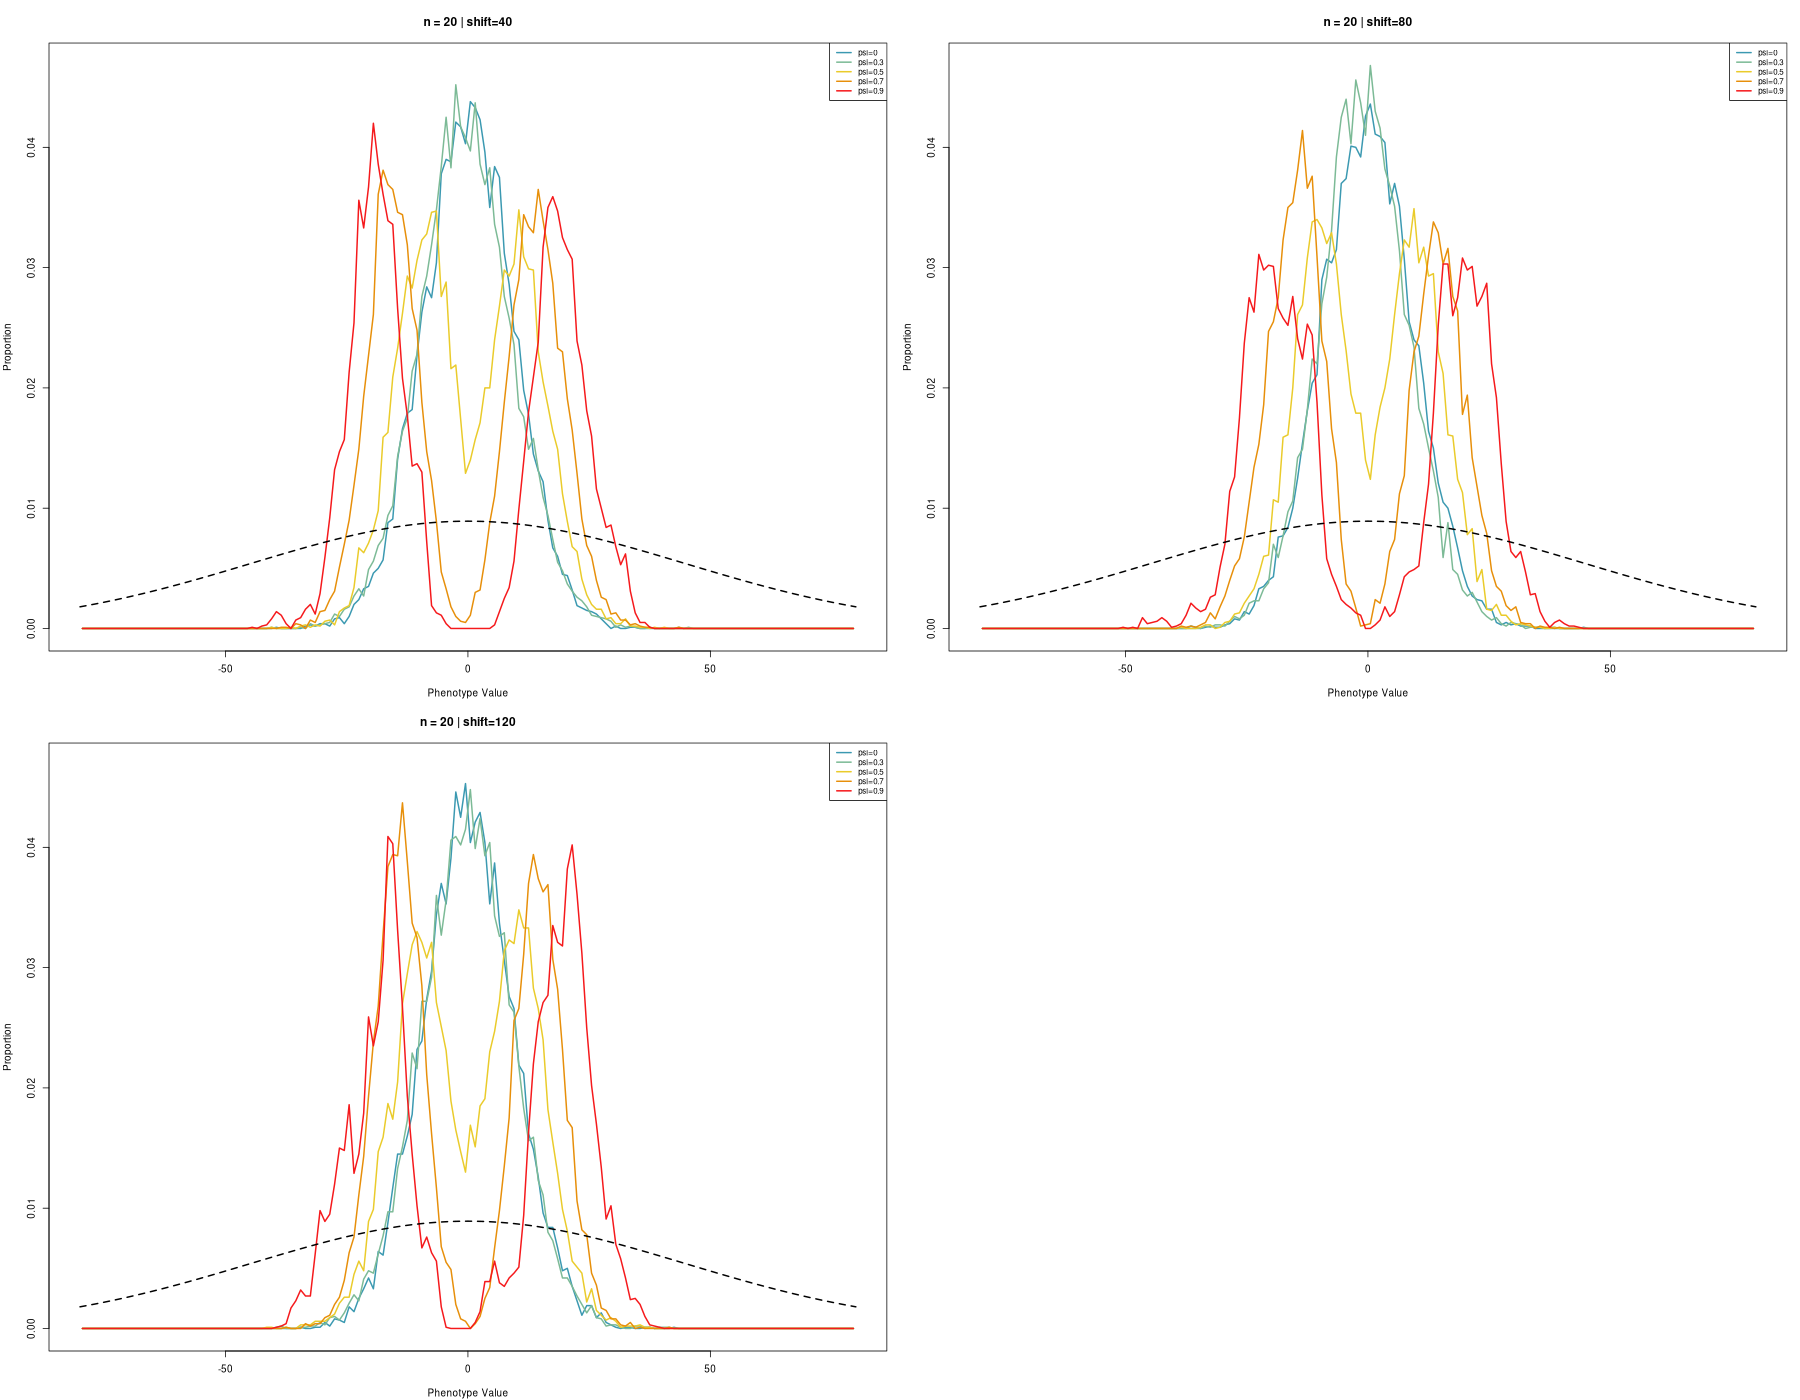 n = 20 | shift=40
psi=0
psi=0.3
psi=0.5
psi=0.7
psi=0.9
Proportion
0.00
0.01
0.02
0.03
0.04
-50
0
50
Phenotype Value
n = 20 | shift=80
psi=0
psi=0.3
psi=0.5
psi=0.7
psi=0.9
Proportion
0.00
0.01
0.02
0.03
0.04
-50
0
50
Phenotype Value
n = 20 | shift=120
psi=0
psi=0.3
psi=0.5
psi=0.7
psi=0.9
Proportion
0.00
0.01
0.02
0.03
0.04
-50
0
50
Phenotype Value